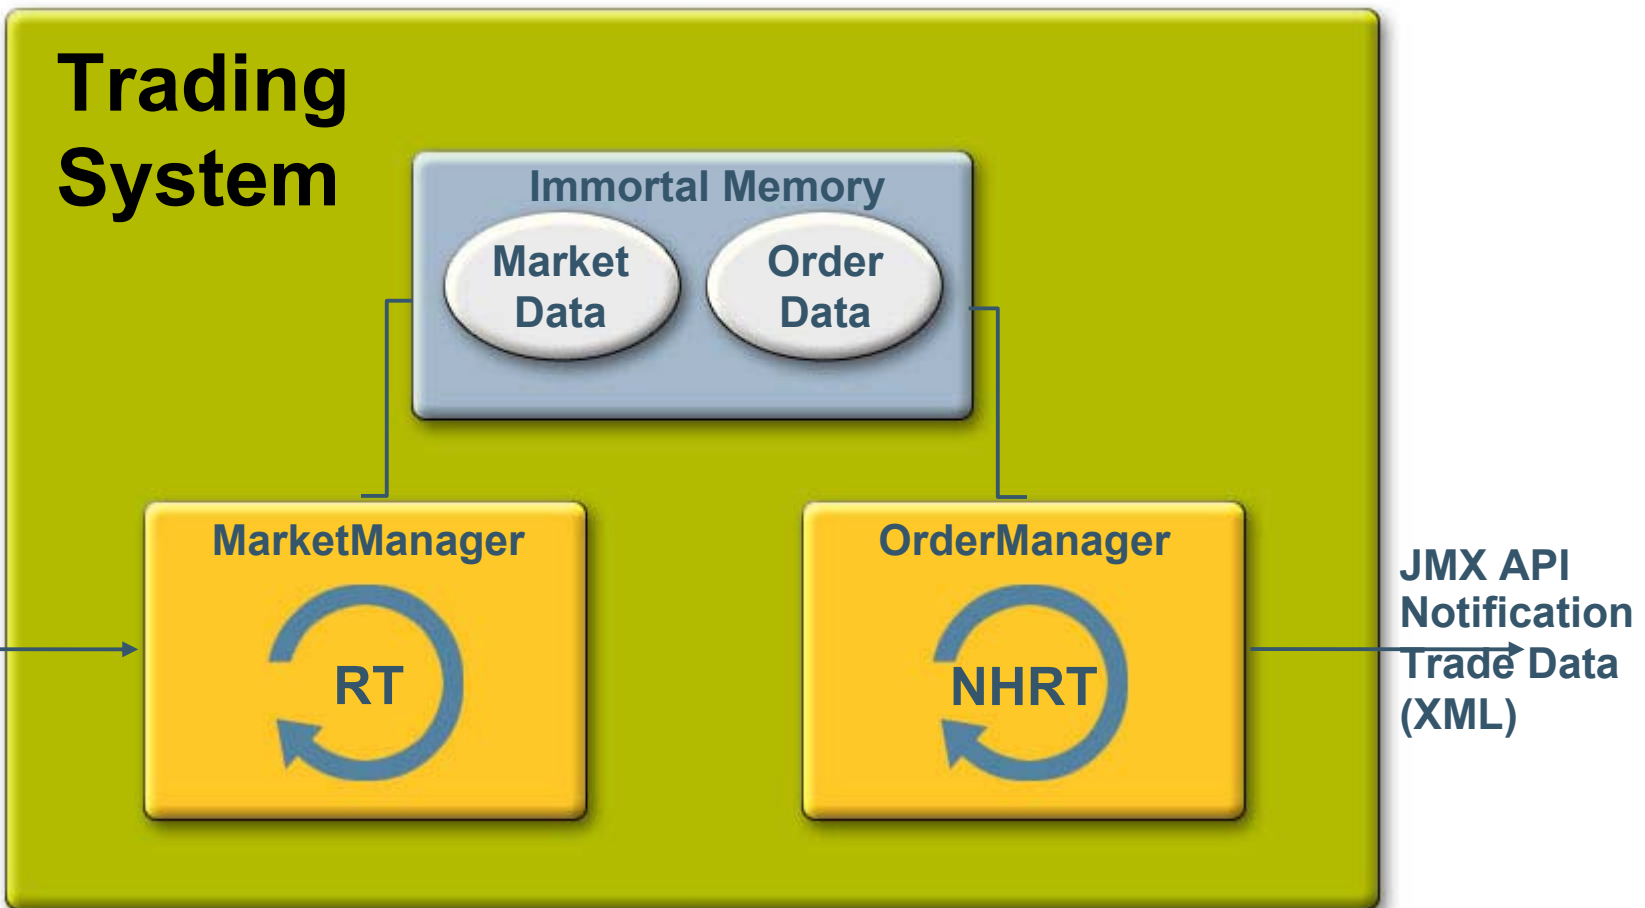 Trading
System
Immortal Memory
Market
Data
Order
Data
MarketManager
RT
OrderManager
NHRT
JMX API
Notification
Trade Data
(XML)